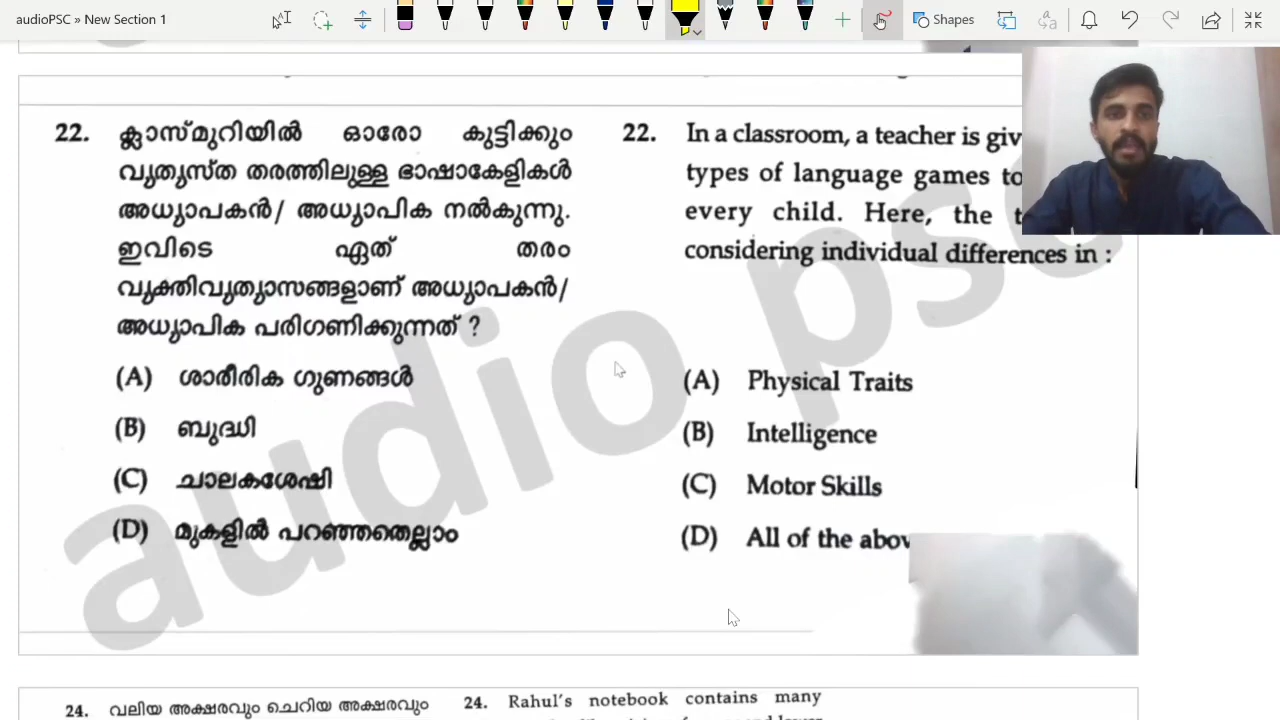 audioPSC » New Section 1
Shapes
22. ക്ലാസ്മുറിയിൽ ഓരോ കുട്ടിക്കും
വ്യത്യസ്ത തരത്തിലുള്ള ഭാഷാകേളികൾ
അധ്യാപകൻ/ അധ്യാപിക നൽകുന്നു.
ഇവിടെ ഏത് തരം
വ്യക്തിവ്യത്യാസങ്ങളാണ് അധ്യാപകൻ/
അധ്യാപിക പരിഗണിക്കുന്നത് ?
(A) ശാരീരിക ഗുണങ്ങൾ
(B) ബുദ്ധി
(C) ചാലകശേഷി
(D) മുകളിൽ പറഞ്ഞതെല്ലാം
22. In a classroom, a teacher is giv
types of language games to
every child. Here, the t
considering individual differences in :
(A) Physical Traits
(B) Intelligence
(C) Motor Skills
(D) All of the abov
audio psc
24. വലിയ അക്ഷരവും ചെറിയ അക്ഷരവും
24. Rahul's notebook contains many